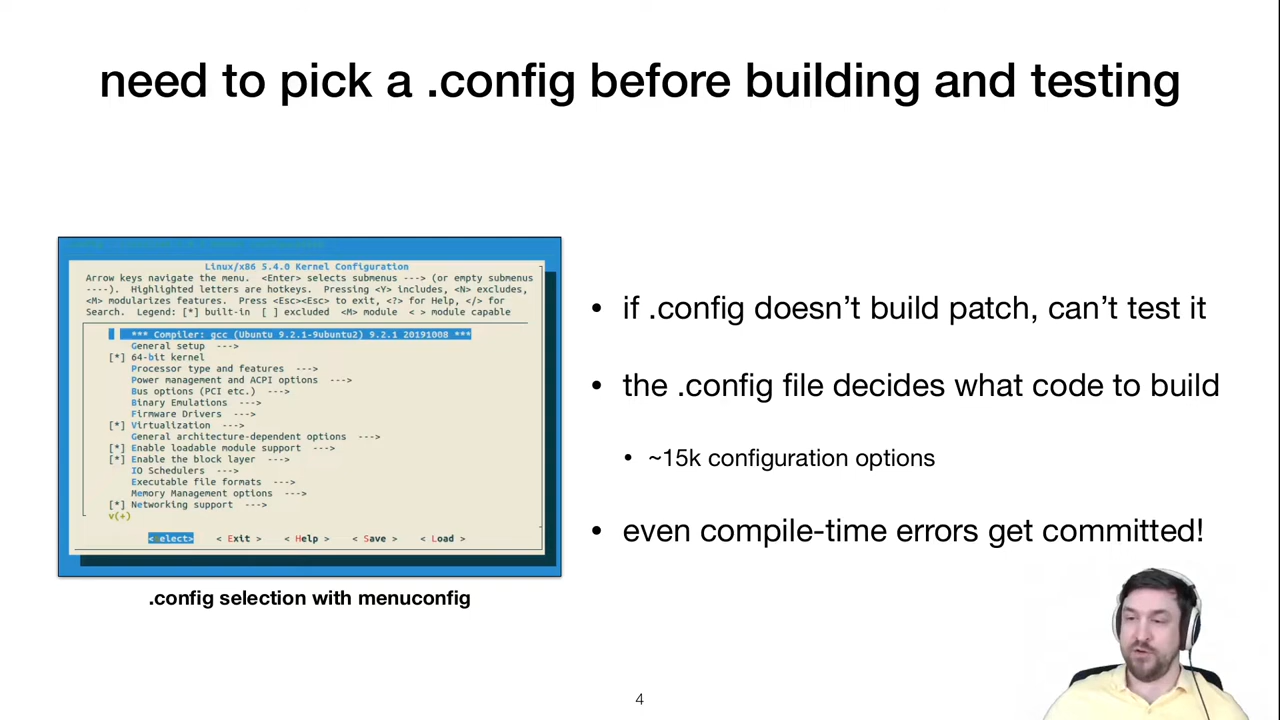 need to pick a .config before building and testing
Linux/x86 5.4.0 Kernel Configuration
Arrow keys navigate the menu.  <Enter> selects submenus ---> (or empty submenus
----).  Highlighted letters are hotkeys.  Pressing <Y> includes, <N> excludes,
<M> modularizes features.  Press <Esc><Esc> to exit, <?> for Help, </> for
Search.  Legend: [*] built-in  [ ] excluded  <M> module  < > module capable
*** Compiler: gcc (Ubuntu 9.2.1-9ubuntu2) 9.2.1 20191008 ***
General setup  --->
[*] 64-bit kernel
Processor type and features  --->
Power management and ACPI options  --->
Bus options (PCI etc.)  --->
Binary Emulations  --->
Firmware Drivers  --->
[*] Virtualization  --->
General architecture-dependent options  --->
[*] Enable loadable module support  --->
[*] Enable the block layer  --->
IO Schedulers  --->
Executable file formats  --->
Memory Management options  --->
[*] Networking support  --->
v(+)
<Select>    < Exit >    < Help >    < Save >    < Load >
.config selection with menuconfig
• if .config doesn’t build patch, can’t test it
• the .config file decides what code to build
• ~15k configuration options
• even compile-time errors get committed!
4